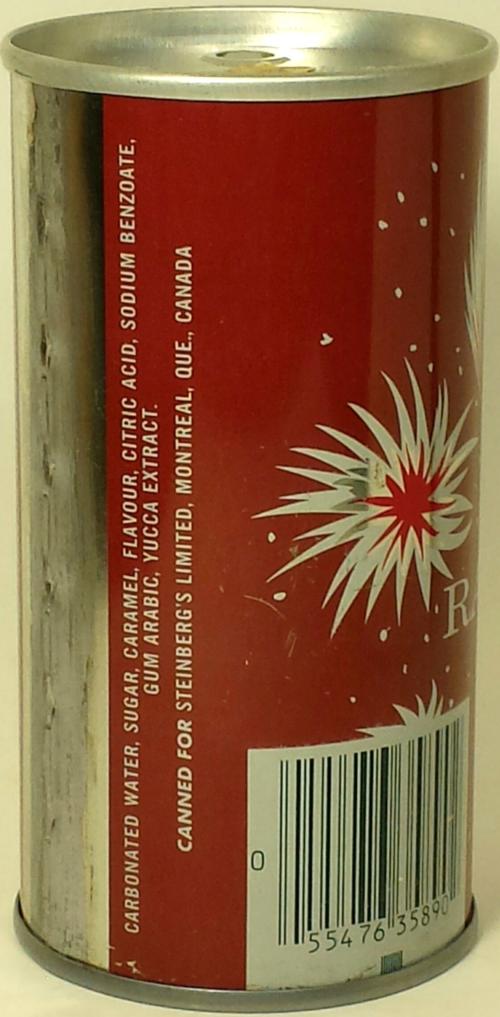 CARBONATED WATER, SUGAR, CARAMEL, FLAVOUR, CITRIC ACID, SODIUM BENZOATE,
GUM ARABIC, YUCCA EXTRACT.
CANNED FOR STEINBERG'S LIMITED, MONTREAL, QUE., CANADA
R
0 55476 35890